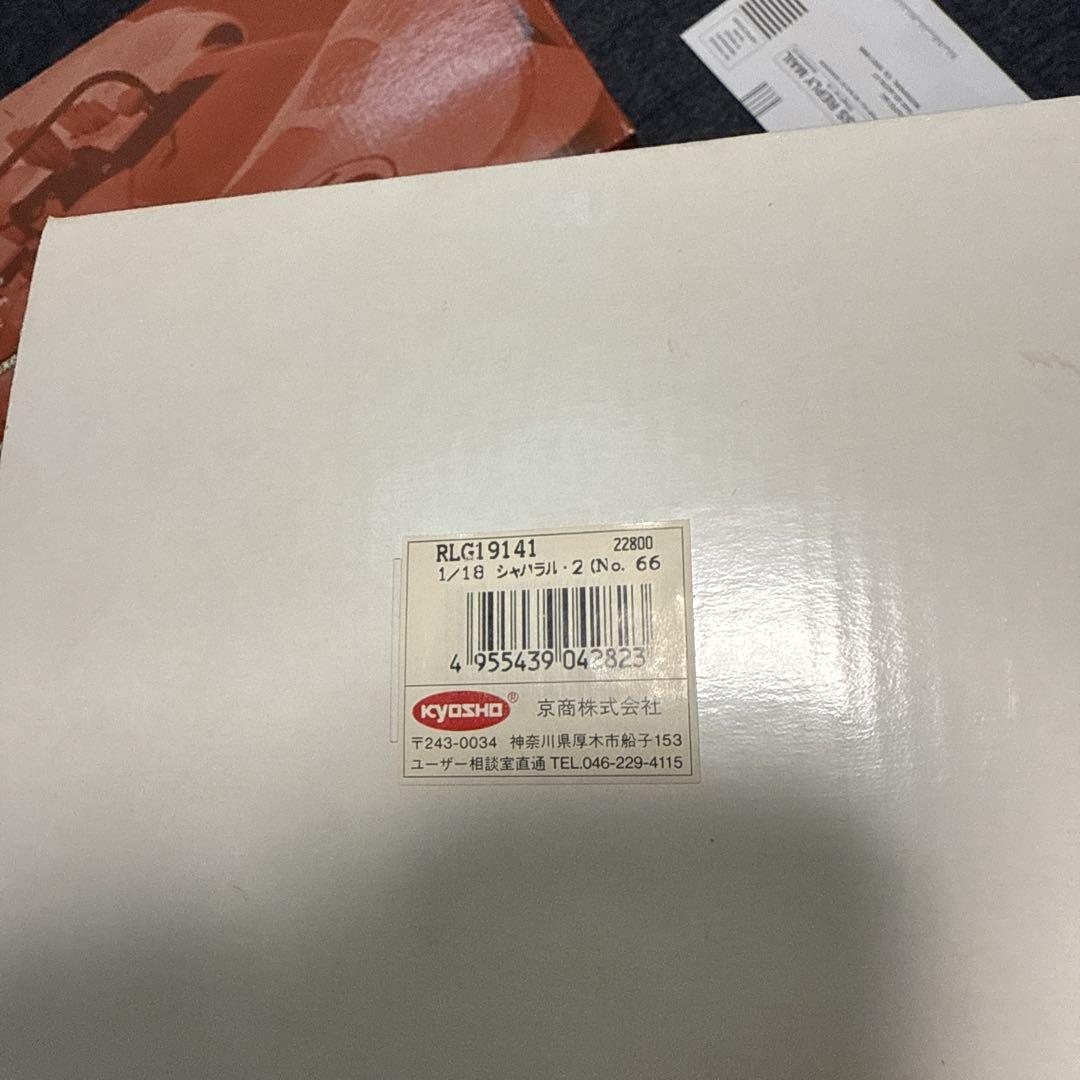 RLG19141 22800
1/18 シャパラル・2 (No. 66
4 955439 042823
KYOSHO® 京商株式会社
〒243-0034 神奈川県厚木市船子153
ユーザー相談室直通 TEL.046-229-4115
REPLY MAIL